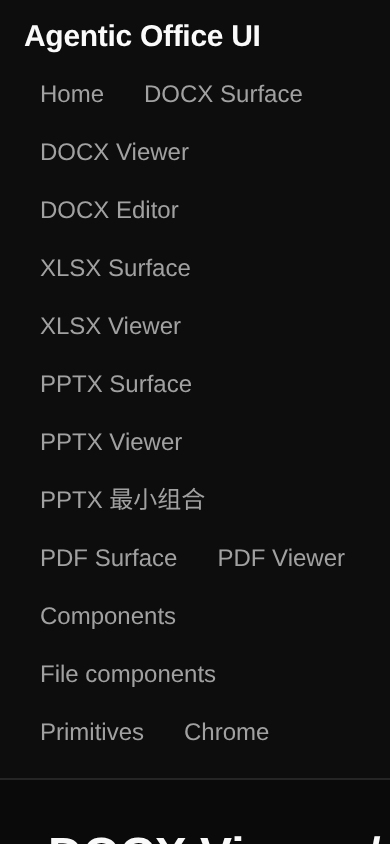 Agentic Office UI
Home DOCX Surface
DOCX Viewer
DOCX Editor
XLSX Surface
XLSX Viewer
PPTX Surface
PPTX Viewer
PPTX 最小组合
PDF Surface PDF Viewer
Components
File components
Primitives Chrome